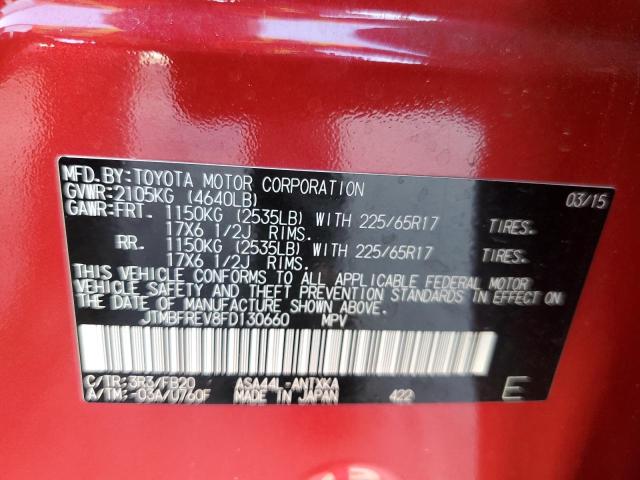 MFD.BY:TOYOTA MOTOR CORPORATION 03/15
GVWR:2105KG (4640LB)
GAWR:FRT. 1150KG (2535LB) WITH 225/65R17 TIRES.
17X6 1/2J RIMS.
RR. 1150KG (2535LB) WITH 225/65R17 TIRES.
17X6 1/2J RIMS.
THIS VEHICLE CONFORMS TO ALL APPLICABLE FEDERAL MOTOR
VEHICLE SAFETY AND THEFT PREVENTION STANDARDS IN EFFECT ON
THE DATE OF MANUFACTURE SHOWN ABOVE.
JTMBFREV8FD130660 MPV
C/TR:3R3/FB20 ASA44L-ANTXKA
A/TM:-03A/U760F MADE IN JAPAN 422 E